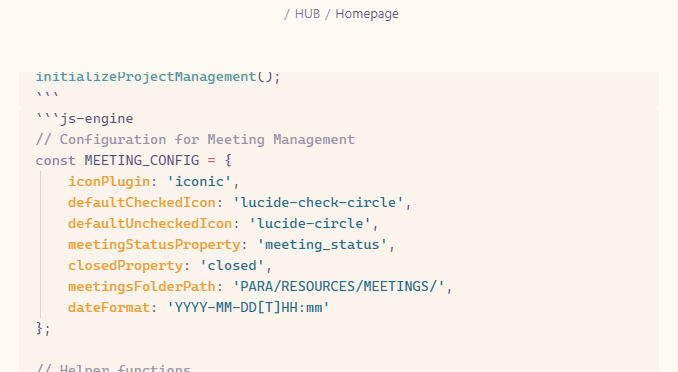 / HUB / Homepage
initializeProjectManagement();
```
```js-engine
// Configuration for Meeting Management
const MEETING_CONFIG = {
    iconPlugin: 'iconic',
    defaultCheckedIcon: 'lucide-check-circle',
    defaultUncheckedIcon: 'lucide-circle',
    meetingStatusProperty: 'meeting_status',
    closedProperty: 'closed',
    meetingsFolderPath: 'PARA/RESOURCES/MEETINGS/',
    dateFormat: 'YYYY-MM-DD[T]HH:mm'
};
// Helper functions